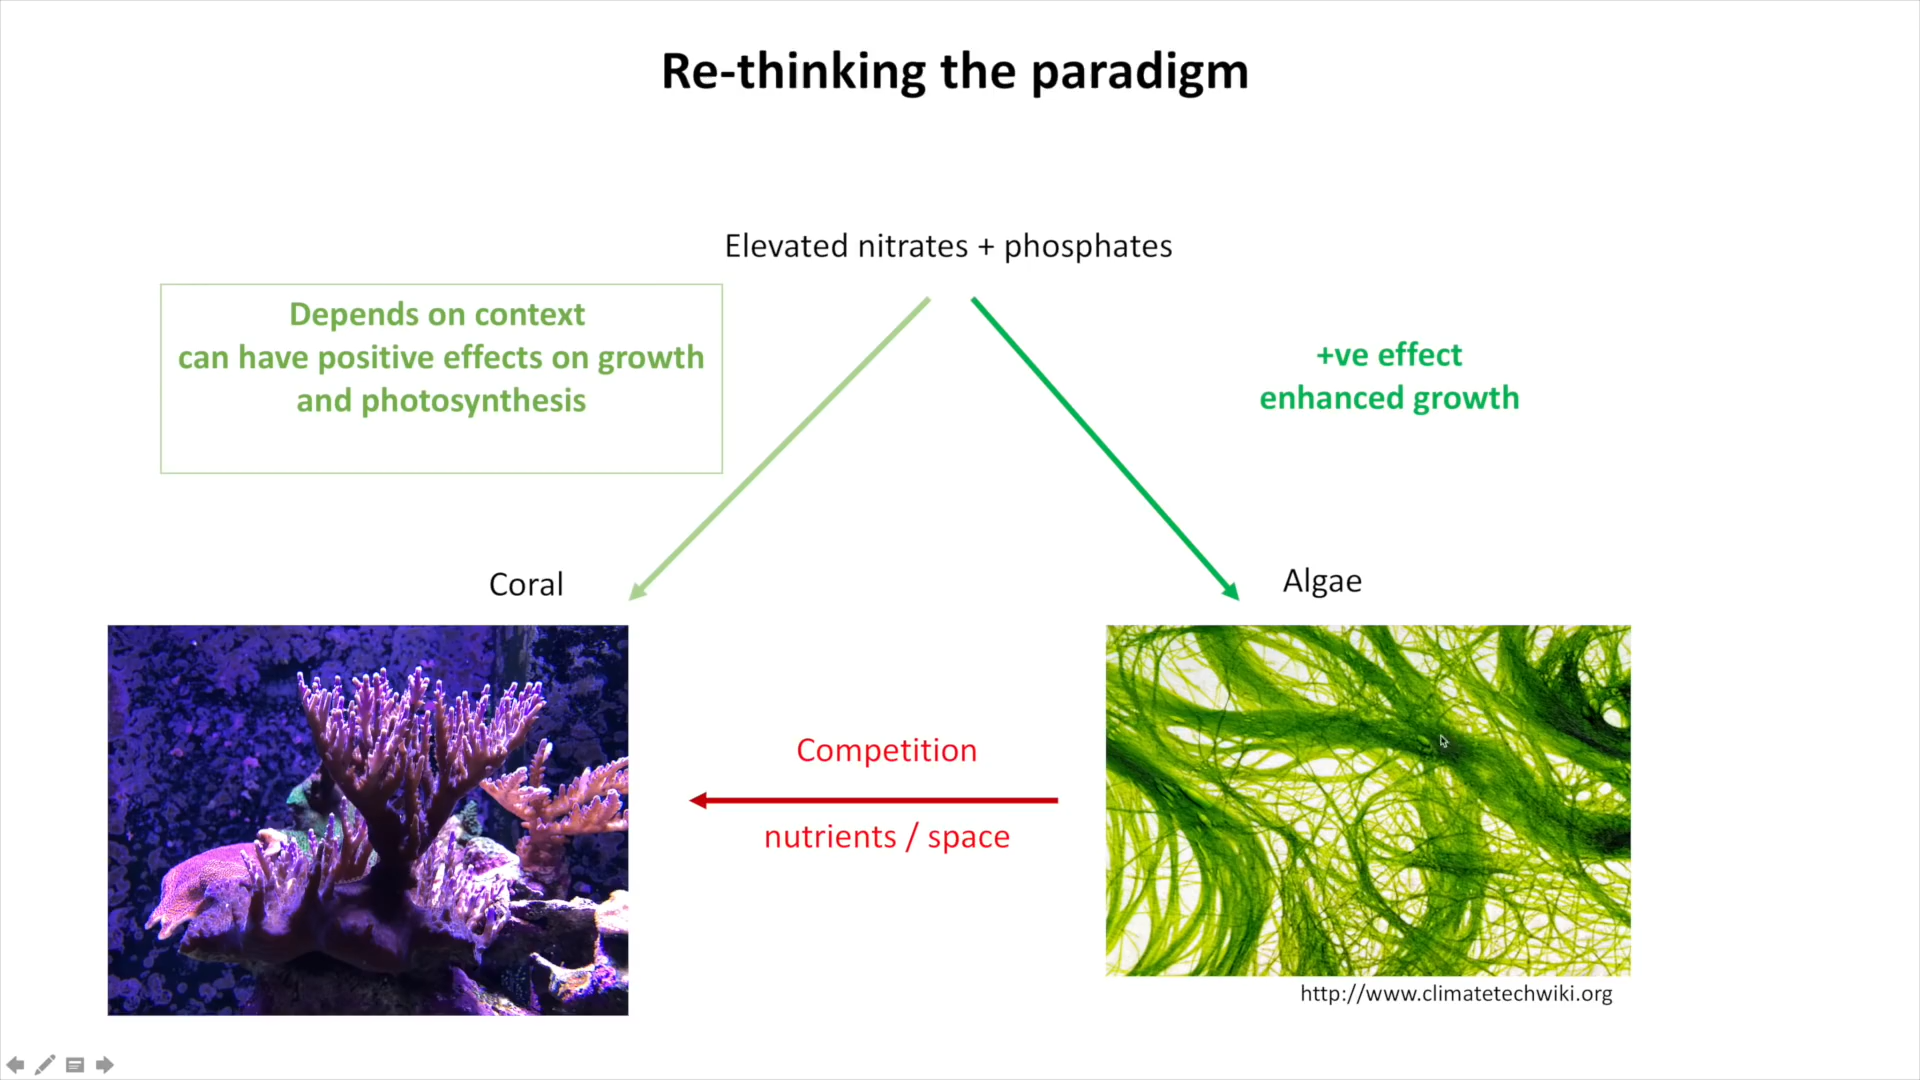 Re-thinking the paradigm
Elevated nitrates + phosphates
Depends on context
can have positive effects on growth
and photosynthesis
+ve effect
enhanced growth
Coral
Algae
Competition
nutrients / space
http://www.climatetechwiki.org